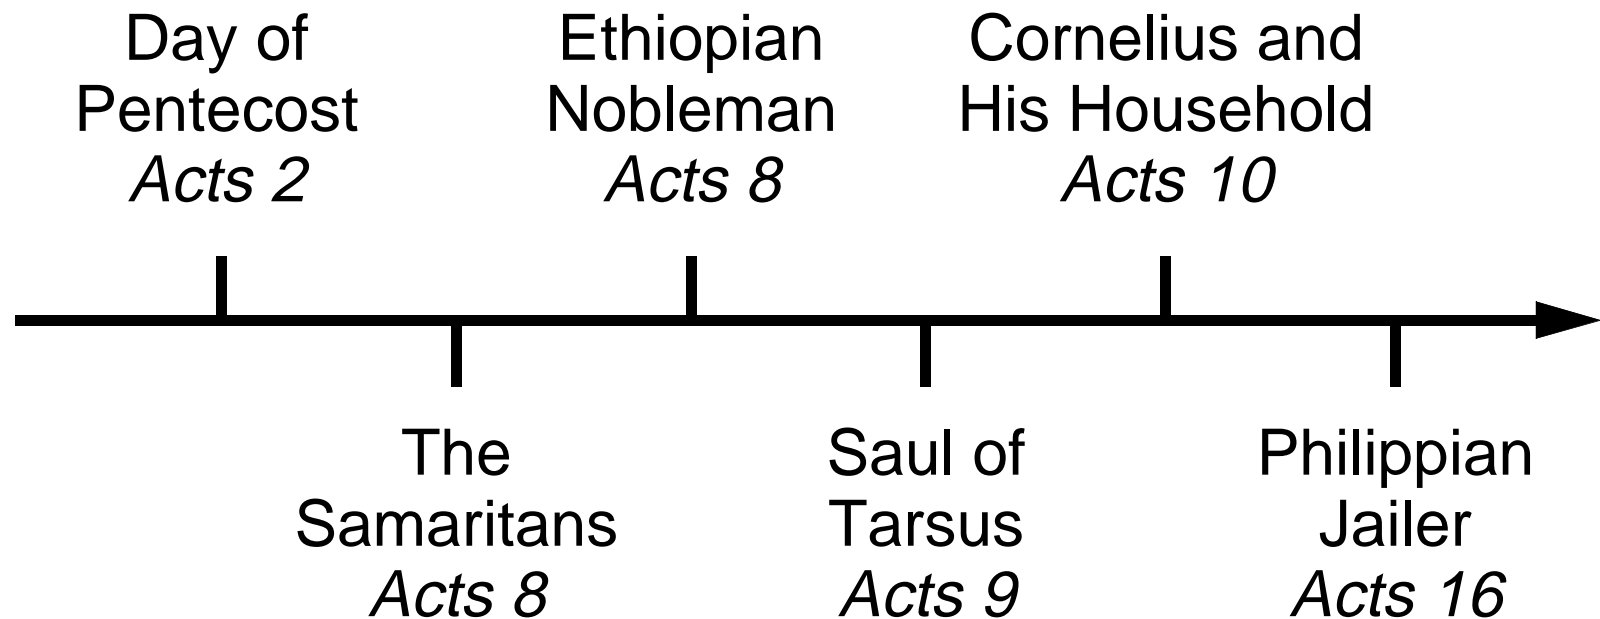 Day of
Pentecost
Acts 2
Ethiopian
Nobleman
Acts 8
Cornelius and
His Household
Acts 10
The
Samaritans
Acts 8
Saul of
Tarsus
Acts 9
Philippian
Jailer
Acts 16